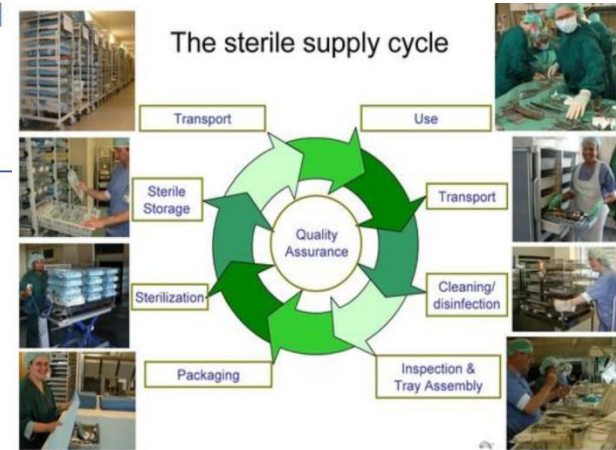 The sterile supply cycle
Transport
Use
Sterile
Storage
Transport
Quality
Assurance
Sterilization
Cleaning/
disinfection
Packaging
Inspection &
Tray Assembly